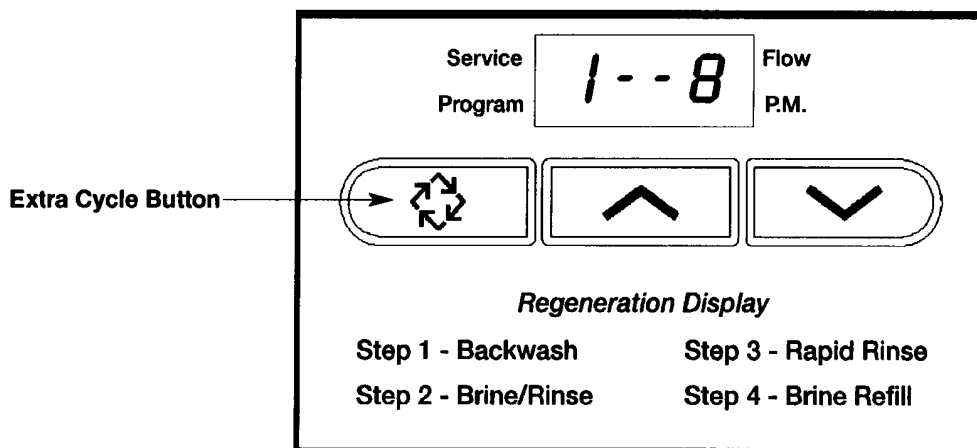 Service 1--8 Flow
Program P.M.
Extra Cycle Button
Regeneration Display
Step 1 - Backwash Step 3 - Rapid Rinse
Step 2 - Brine/Rinse Step 4 - Brine Refill